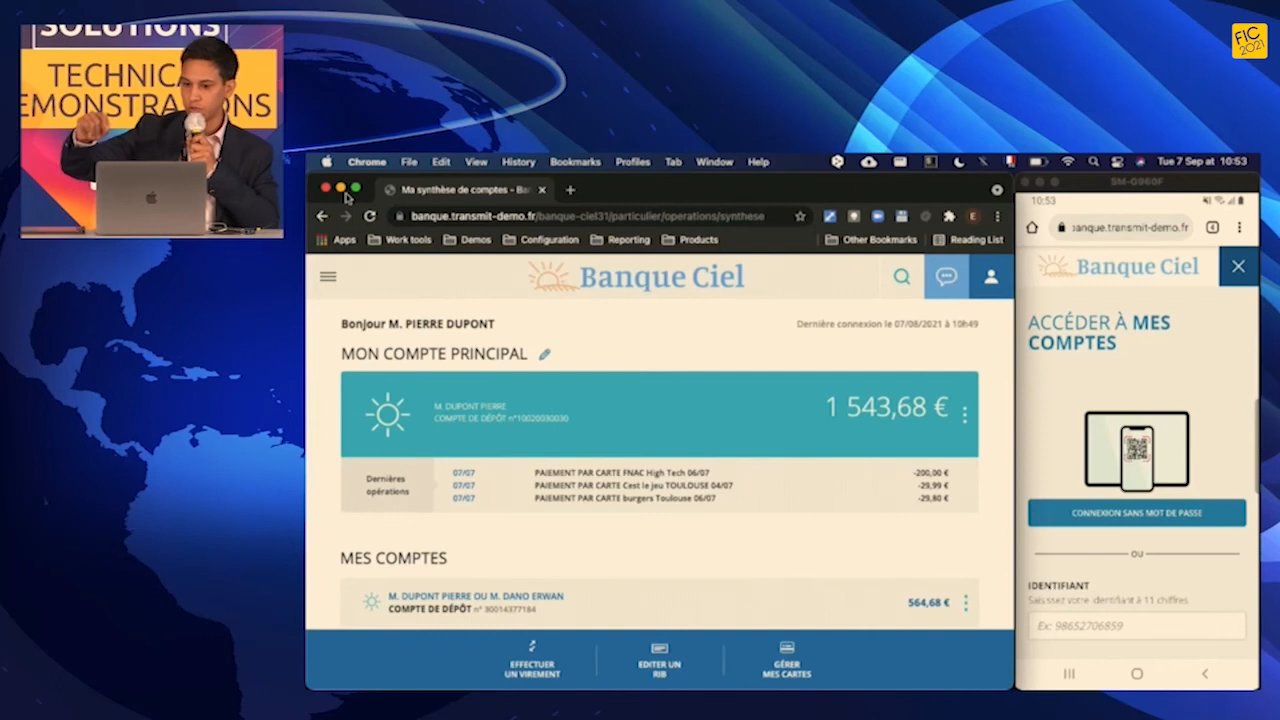 SOLUTIONS
TECHNICA
EMONSTRATIONS
FIC
2021
Chrome File Edit View History Bookmarks Profiles Tab Window Help
Tue 7 Sep at 10:53
Ma synthèse de comptes - Ba
banque.transmit-demo.fr/banque-ciel31/particulier/operations/synthese
E
Apps Work tools Demos Configuration Reporting Products Other Bookmarks Reading List
Banque Ciel
Bonjour M. PIERRE DUPONT
Dernière connexion le 07/08/2021 à 10h49
MON COMPTE PRINCIPAL
M. DUPONT PIERRE
COMPTE DE DÉPÔT n°10020030030
1 543,68 €
Dernières
opérations
07/07 PAIEMENT PAR CARTE FNAC High Tech 06/07 -200,00 €
07/07 PAIEMENT PAR CARTE Cest le jeu TOULOUSE 04/07 -29,99 €
07/07 PAIEMENT PAR CARTE burgers Toulouse 06/07 -29,80 €
MES COMPTES
M. DUPONT PIERRE OU M. DANO ERWAN
COMPTE DE DÉPÔT n° 30014377184
564,68 €
EFFECTUER
UN VIREMENT
EDITER UN
RIB
GÉRER
MES CARTES
SM-G960F
10:53
banque.transmit-demo.fr
4
Banque Ciel
ACCÉDER À MES
COMPTES
CONNEXION SANS MOT DE PASSE
OU
IDENTIFIANT
Saisissez votre identifiant à 11 chiffres
Ex: 98652706859